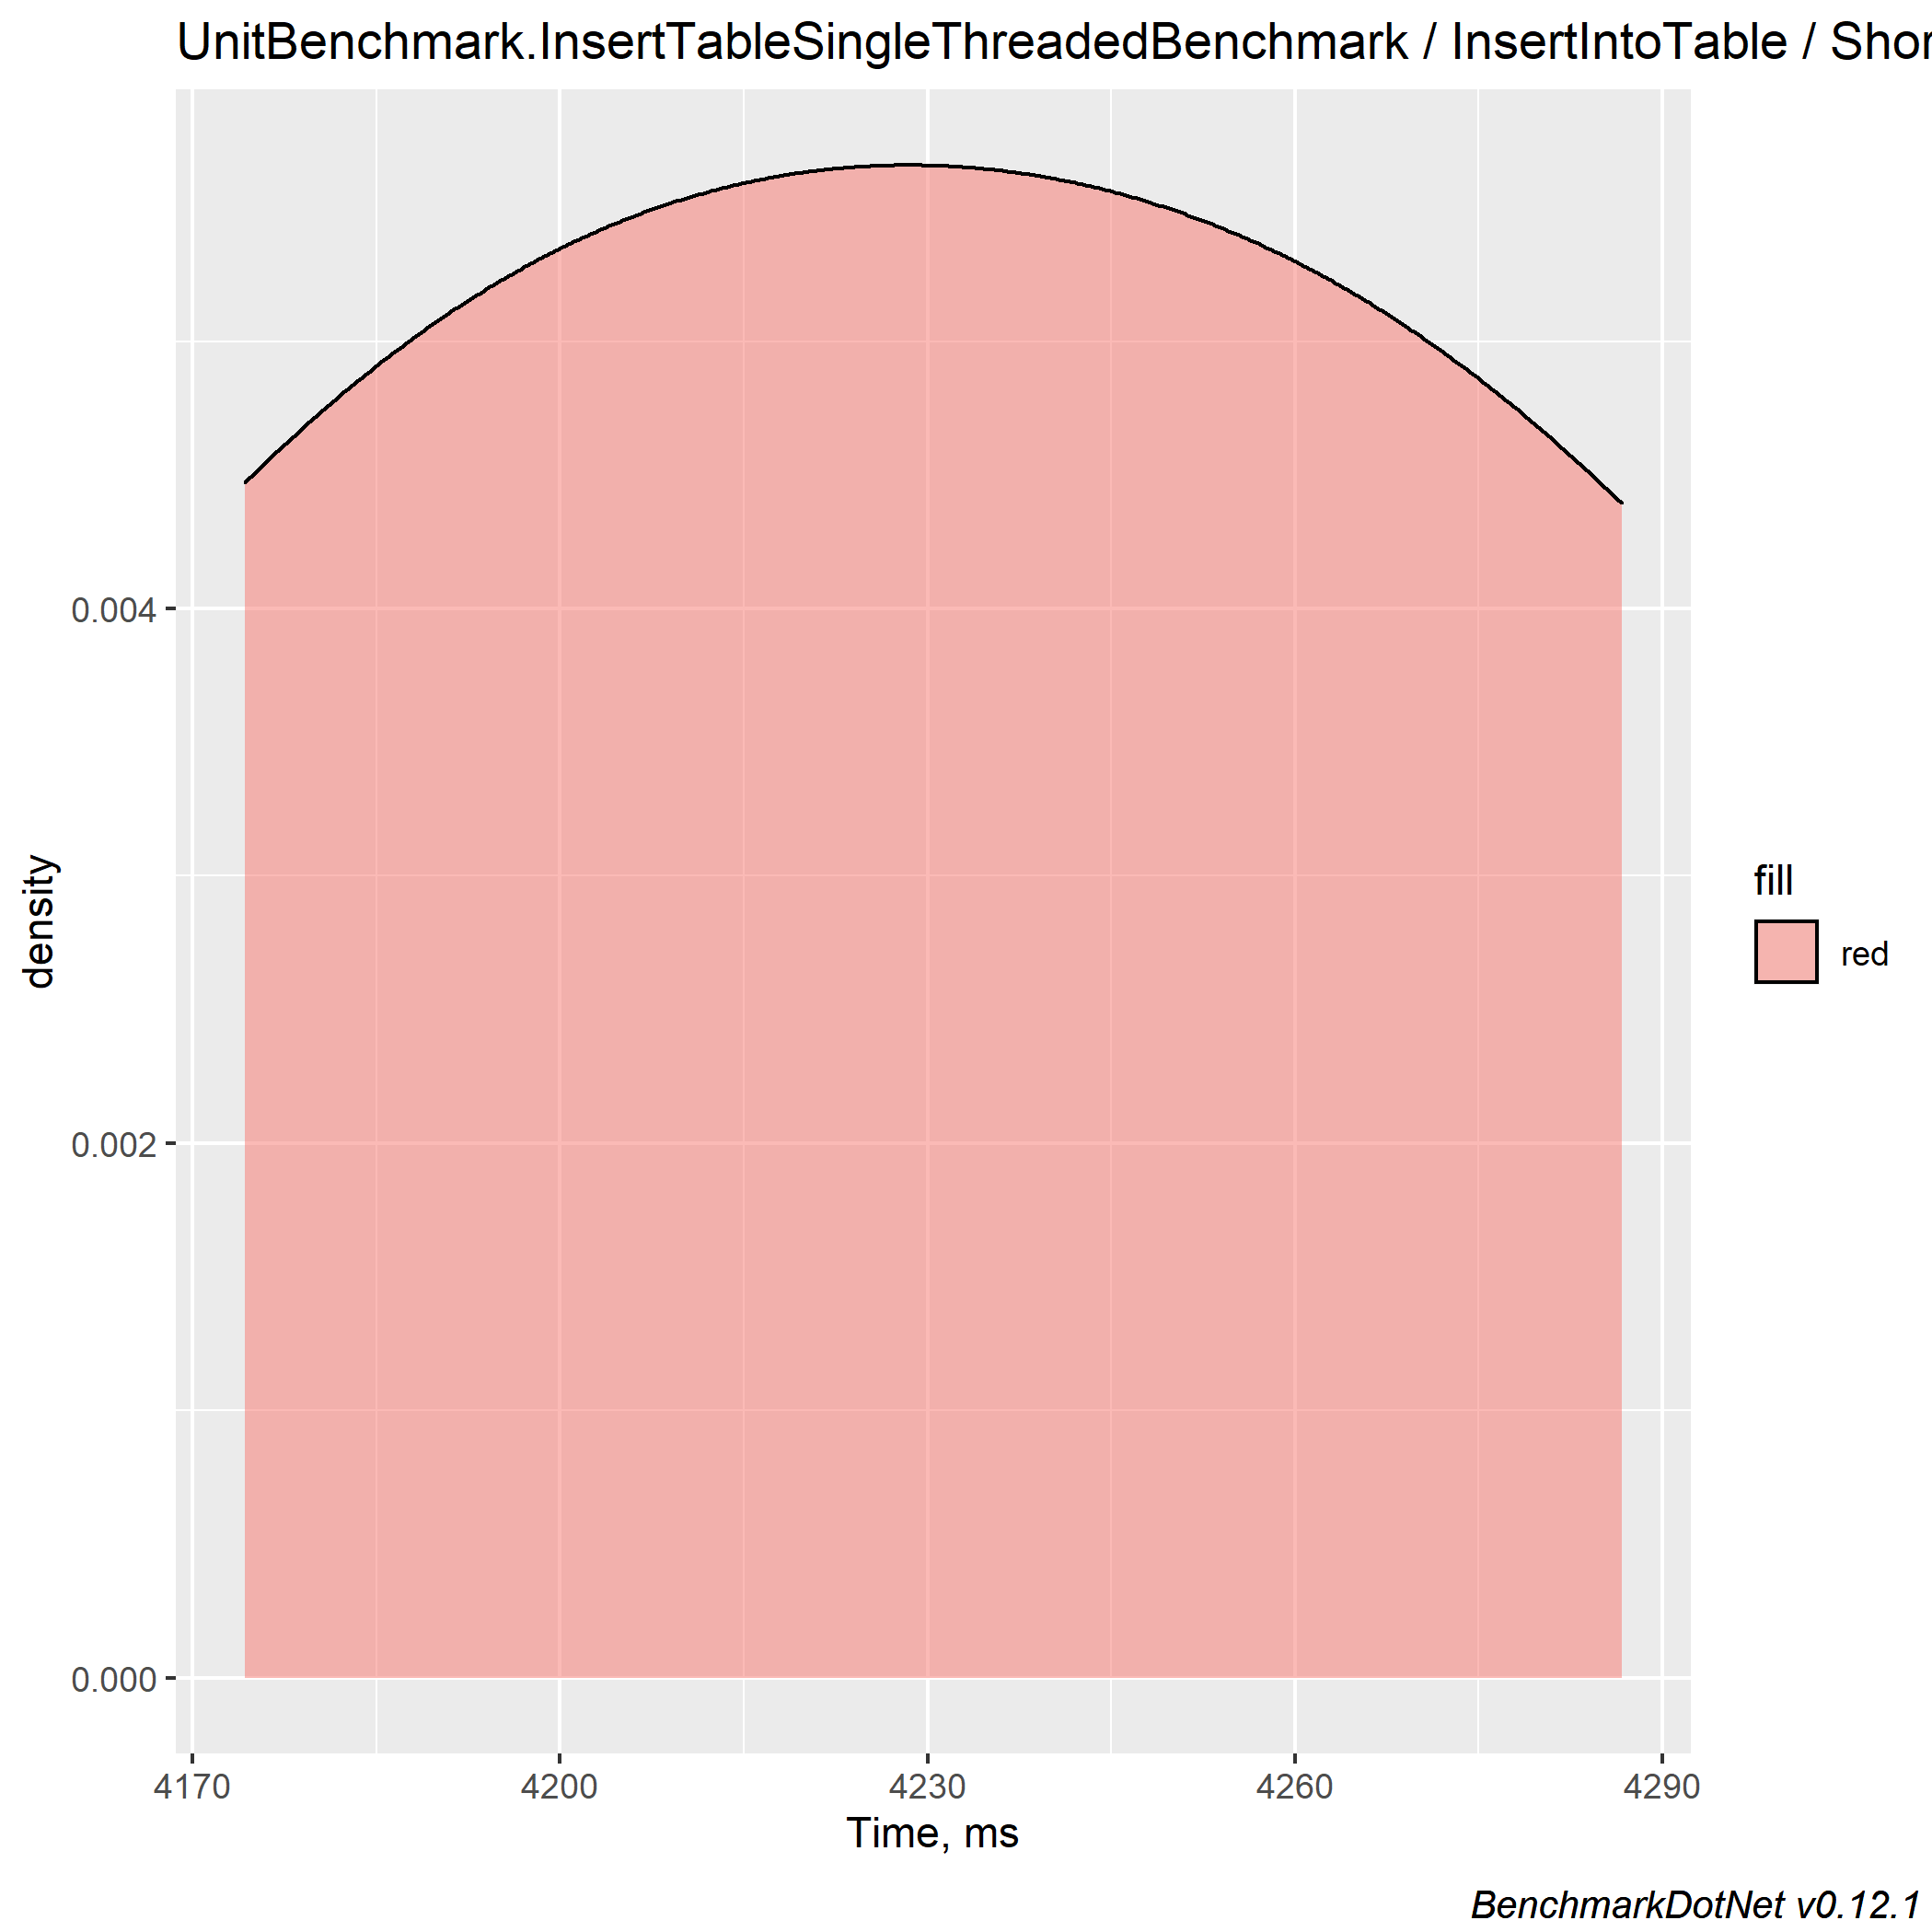 UnitBenchmark.InsertTableSingleThreadedBenchmark / InsertIntoTable / Shor
density
0.004
0.002
0.000
fill
red
4170 4200 4230 4260 4290
Time, ms
BenchmarkDotNet v0.12.1